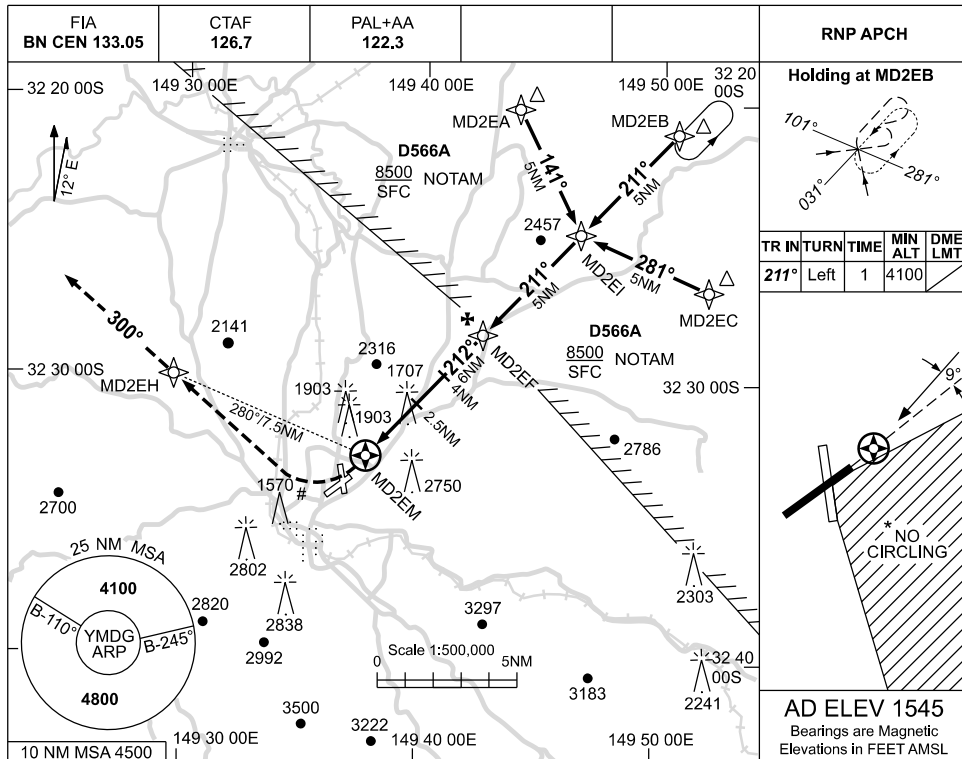 FIA
BN CEN 133.05
CTAF
126.7
PAL+AA
122.3
RNP APCH
32 20 00S
149 30 00E
149 40 00E
149 50 00E
32 20
00S
12° E
MD2EA
MD2EB
D566A
8500
SFC
NOTAM
141°
5NM
211°
5NM
2457
MD2EI
281°
5NM
MD2EC
211°
5NM
MD2EF
D566A
8500
SFC
NOTAM
300°
2141
MD2EH
32 30 00S
32 30 00S
2316
1903
1903
1707
212°
6NM
4NM
2.5NM
280°/7.5NM
MD2EM
2786
2750
1570
#
2700
2802
2838
2303
25 NM MSA
4100
B-110°
YMDG
ARP
B-245°
4800
2820
2992
3297
3183
3500
3222
2241
Scale 1:500,000
0
5NM
32 40
00S
149 30 00E
149 40 00E
149 50 00E
10 NM MSA 4500
Holding at MD2EB
101°
281°
031°
TR IN TURN TIME MIN ALT DME LMT
211° Left 1 4100
9°
*NO
CIRCLING
AD ELEV 1545
Bearings are Magnetic
Elevations in FEET AMSL